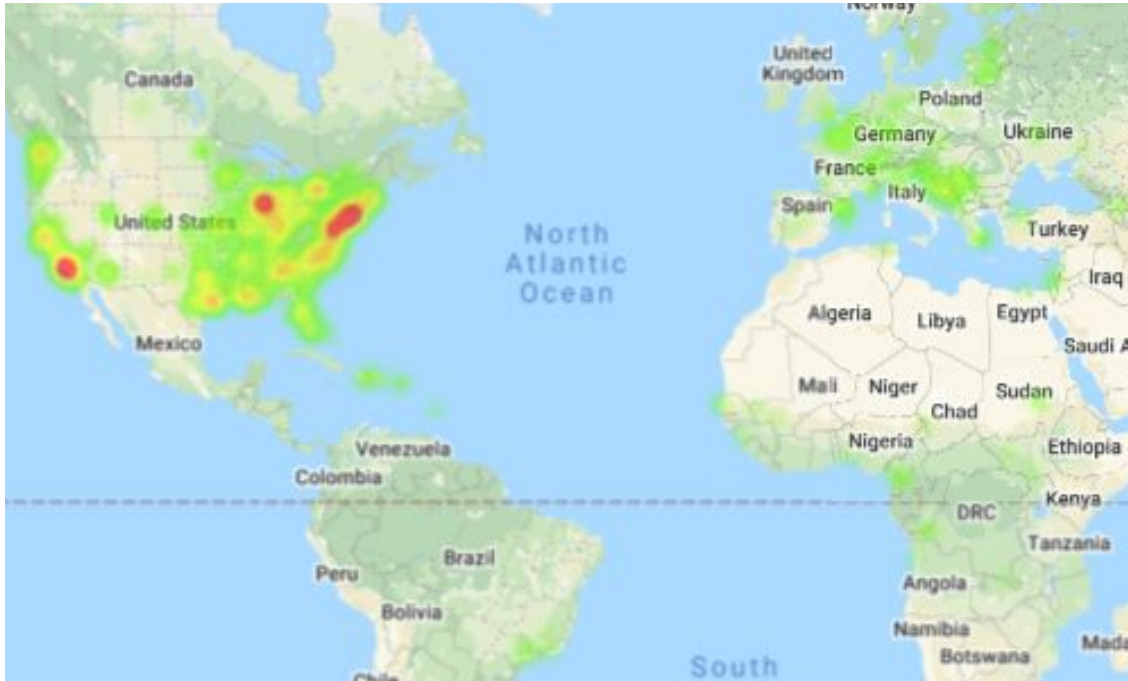 Norway
Canada
United
Kingdom
Poland
Germany
Ukraine
France
Italy
Spain
United States
Turkey
North
Atlantic
Ocean
Iraq
Algeria
Libya
Egypt
Mexico
Saudi A
Mali
Niger
Sudan
Chad
Venezuela
Nigeria
Ethiopia
Colombia
Kenya
DRC
Tanzania
Brazil
Peru
Angola
Bolivia
Namibia
Mada
Botswana
South
Chile